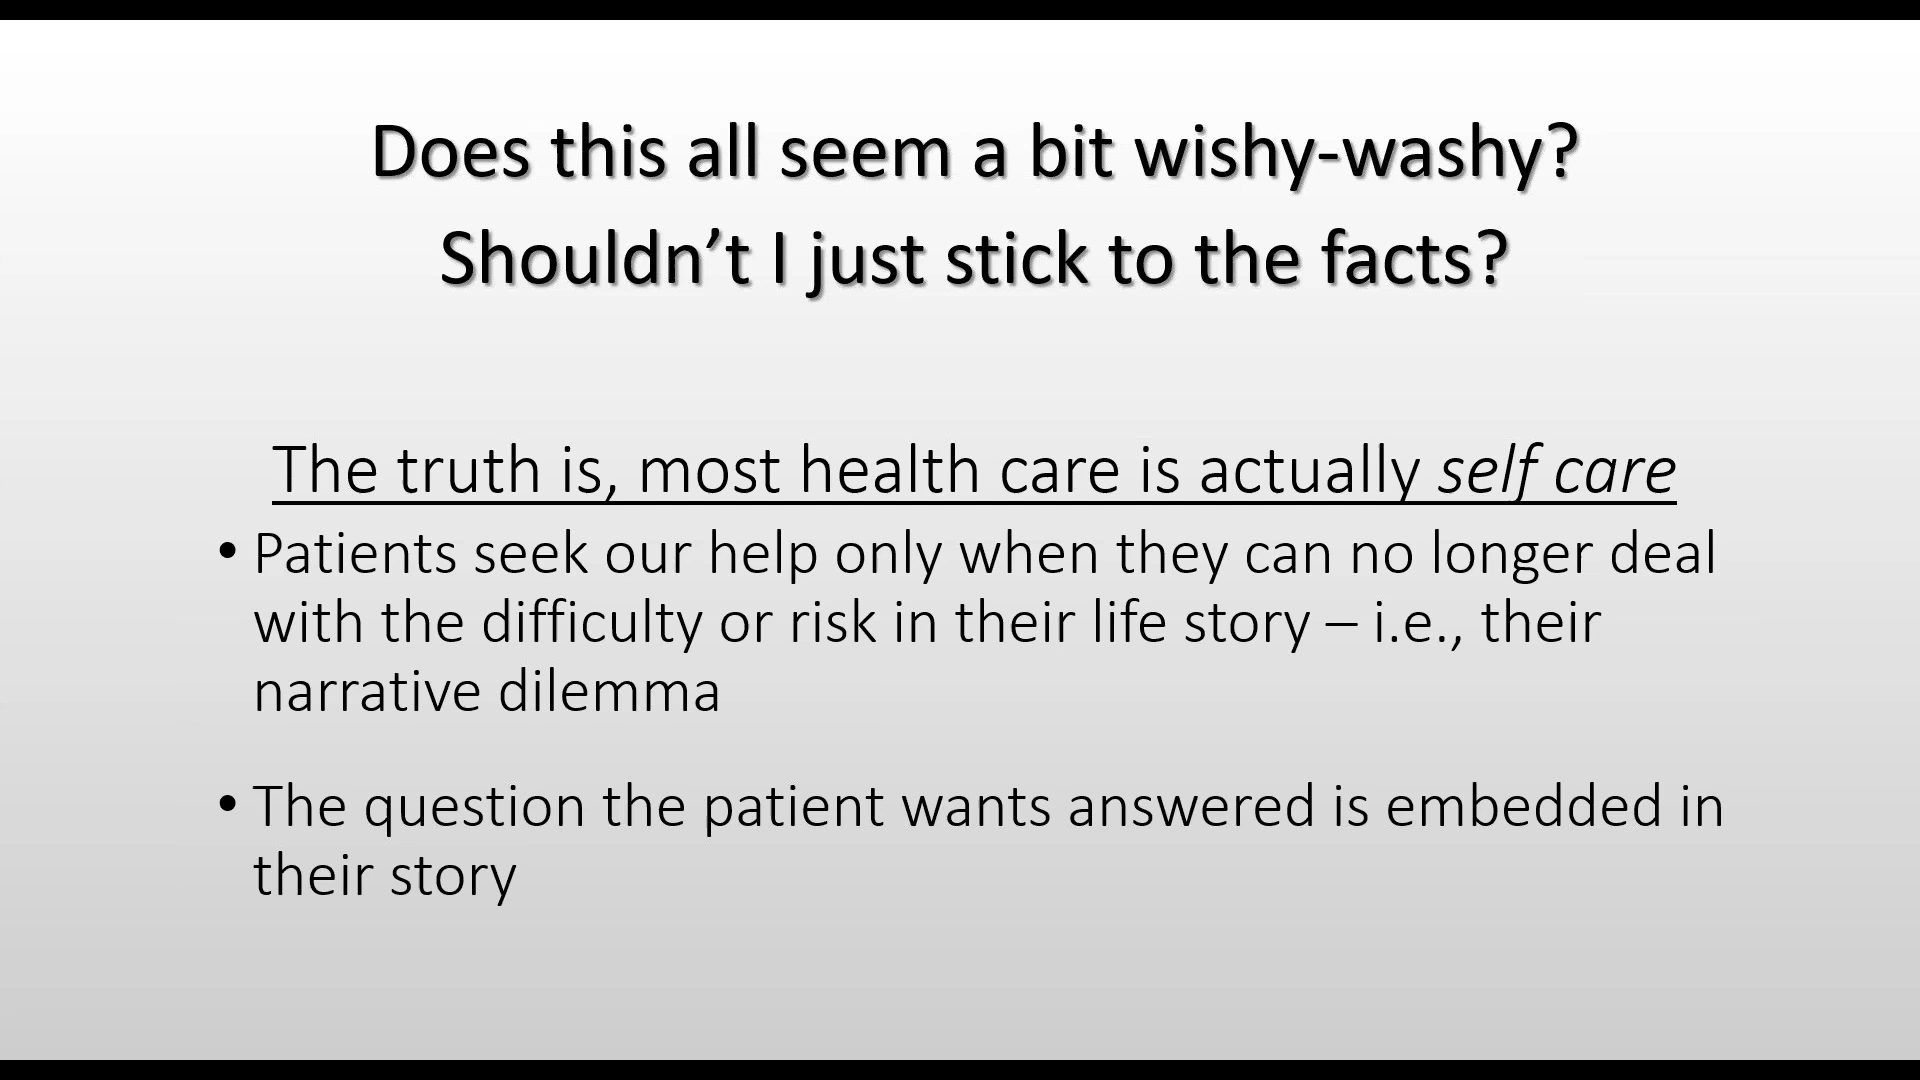 Does this all seem a bit wishy-washy?
Shouldn’t I just stick to the facts?
The truth is, most health care is actually self care
• Patients seek our help only when they can no longer deal
with the difficulty or risk in their life story – i.e., their
narrative dilemma
• The question the patient wants answered is embedded in
their story